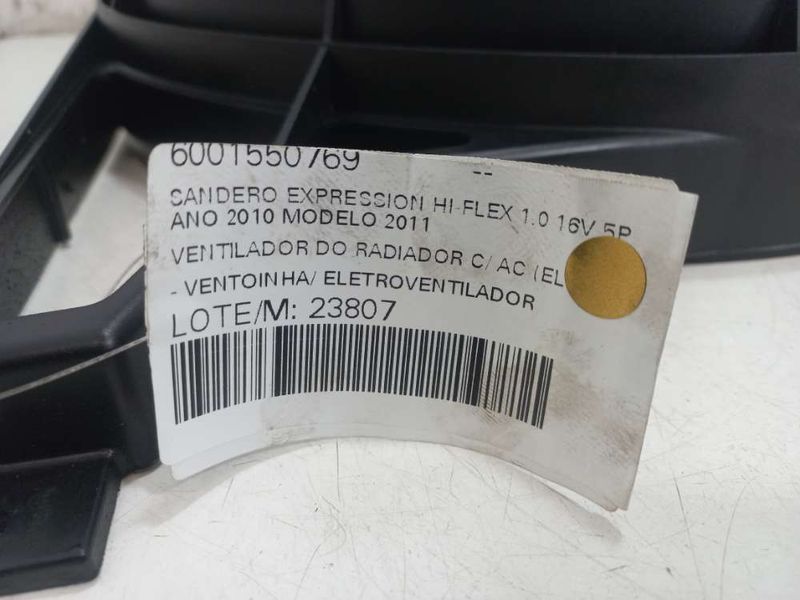 6001550769 --
SANDERO EXPRESSION HI-FLEX 1.0 16V 5P
ANO 2010 MODELO 2011
VENTILADOR DO RADIADOR C/ AC (EL
- VENTOINHA/ ELETROVENTILADOR
LOTE/M: 23807